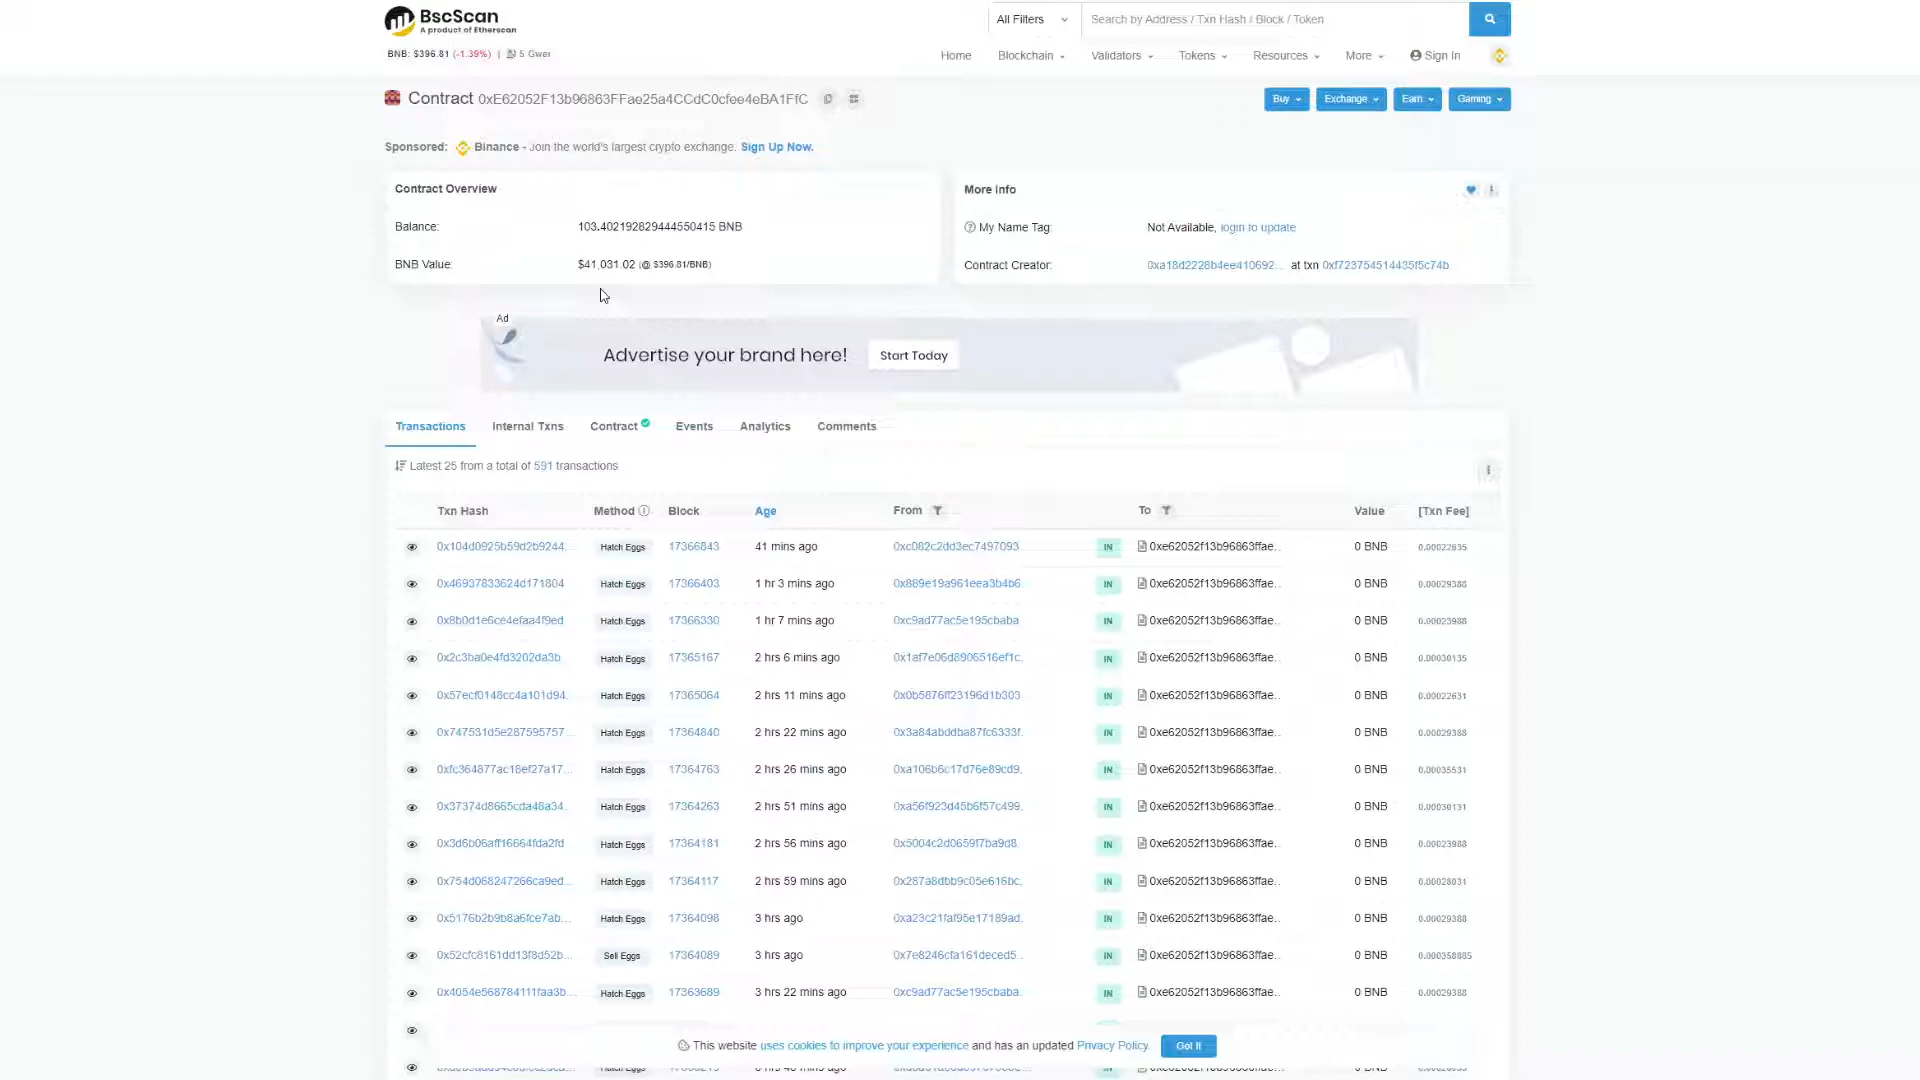 BscScan
A product of Etherscan
All Filters
Search by Address / Txn Hash / Block / Token
BNB: $396.81 (-1.39%) | 5 Gwei
Home Blockchain Validators Tokens Resources More Sign In
Contract 0xE62052F13b96863FFae25a4CCdC0cfee4eBA1FfC
Buy Exchange Earn Gaming
Sponsored: Binance - Join the world's largest crypto exchange. Sign Up Now.
Contract Overview
Balance: 103.402192829444550415 BNB
BNB Value: $41,031.02 (@ $396.81/BNB)
More Info
My Name Tag: Not Available, login to update
Contract Creator: 0xa18d2228b4ee410692... at txn 0xf723754514435f5c74b
Ad
Advertise your brand here! Start Today
Transactions Internal Txns Contract Events Analytics Comments
Latest 25 from a total of 591 transactions
Txn Hash Method Block Age From To Value [Txn Fee]
0x104d0925b59d2b9244... Hatch Eggs 17366843 41 mins ago 0xc082c2dd3ec7497093 IN 0xe62052f13b96863ffae... 0 BNB 0.00022635
0x46937833624d171804 Hatch Eggs 17366403 1 hr 3 mins ago 0x889e19a961eea3b4b6 IN 0xe62052f13b96863ffae... 0 BNB 0.00029388
0x8b0d1e6ce4efaa4f9ed Hatch Eggs 17366330 1 hr 7 mins ago 0xc9ad77ac5e195cbaba IN 0xe62052f13b96863ffae... 0 BNB 0.00023988
0x2c3ba0e4fd3202da3b Hatch Eggs 17365167 2 hrs 6 mins ago 0x1af7e06d8906516ef1c... IN 0xe62052f13b96863ffae... 0 BNB 0.00030135
0x57ecf0148cc4a101d94... Hatch Eggs 17365064 2 hrs 11 mins ago 0x0b5876ff23196d1b303 IN 0xe62052f13b96863ffae... 0 BNB 0.00022631
0x747531d5e287595757... Hatch Eggs 17364840 2 hrs 22 mins ago 0x3a84abddba87fc6333f... IN 0xe62052f13b96863ffae... 0 BNB 0.00029388
0xfc364877ac18ef27a17... Hatch Eggs 17364763 2 hrs 26 mins ago 0xa106b6c17d76e89cd9... IN 0xe62052f13b96863ffae... 0 BNB 0.00035531
0x37374d8665cda48a34... Hatch Eggs 17364263 2 hrs 51 mins ago 0xa56f923d45b6f57c499... IN 0xe62052f13b96863ffae... 0 BNB 0.00030131
0x3d6b06aff16664fda2fd Hatch Eggs 17364181 2 hrs 56 mins ago 0x5004c2d0659f7ba9d8... IN 0xe62052f13b96863ffae... 0 BNB 0.00023988
0x754d068247266ca9ed... Hatch Eggs 17364117 2 hrs 59 mins ago 0x287a8dbb9c05e616bc... IN 0xe62052f13b96863ffae... 0 BNB 0.00028031
0x5176b2b9b8a6fce7ab... Hatch Eggs 17364098 3 hrs ago 0xa23c21faf95e17189ad... IN 0xe62052f13b96863ffae... 0 BNB 0.00029388
0x52cfc8161dd13f8d52b... Sell Eggs 17364089 3 hrs ago 0x7e8246cfa161deced5... IN 0xe62052f13b96863ffae... 0 BNB 0.000358885
0x4054e568784111faa3b... Hatch Eggs 17363689 3 hrs 22 mins ago 0xc9ad77ac5e195cbaba... IN 0xe62052f13b96863ffae... 0 BNB 0.00029388
This website uses cookies to improve your experience and has an updated Privacy Policy. Got It